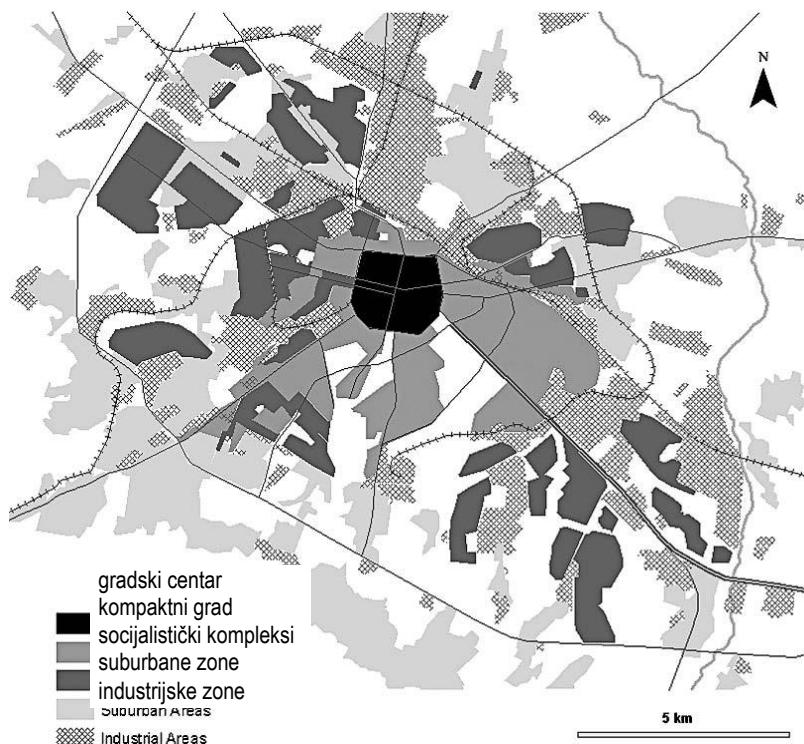 N
gradski centar
kompaktni grad
socijalistički kompleksi
suburbane zone
industrijske zone
Suburban Areas
Industrial Areas
5 km